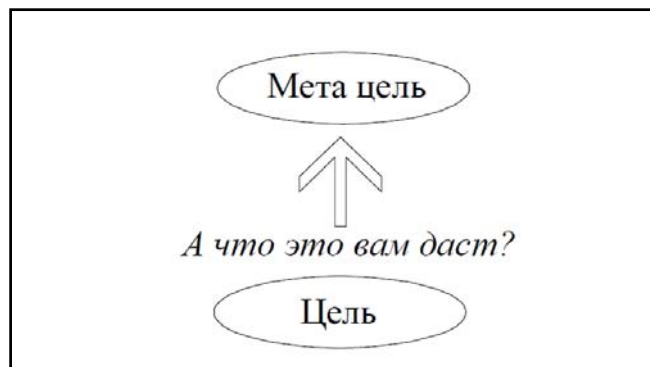 Мета цель
А что это вам даст?
Цель